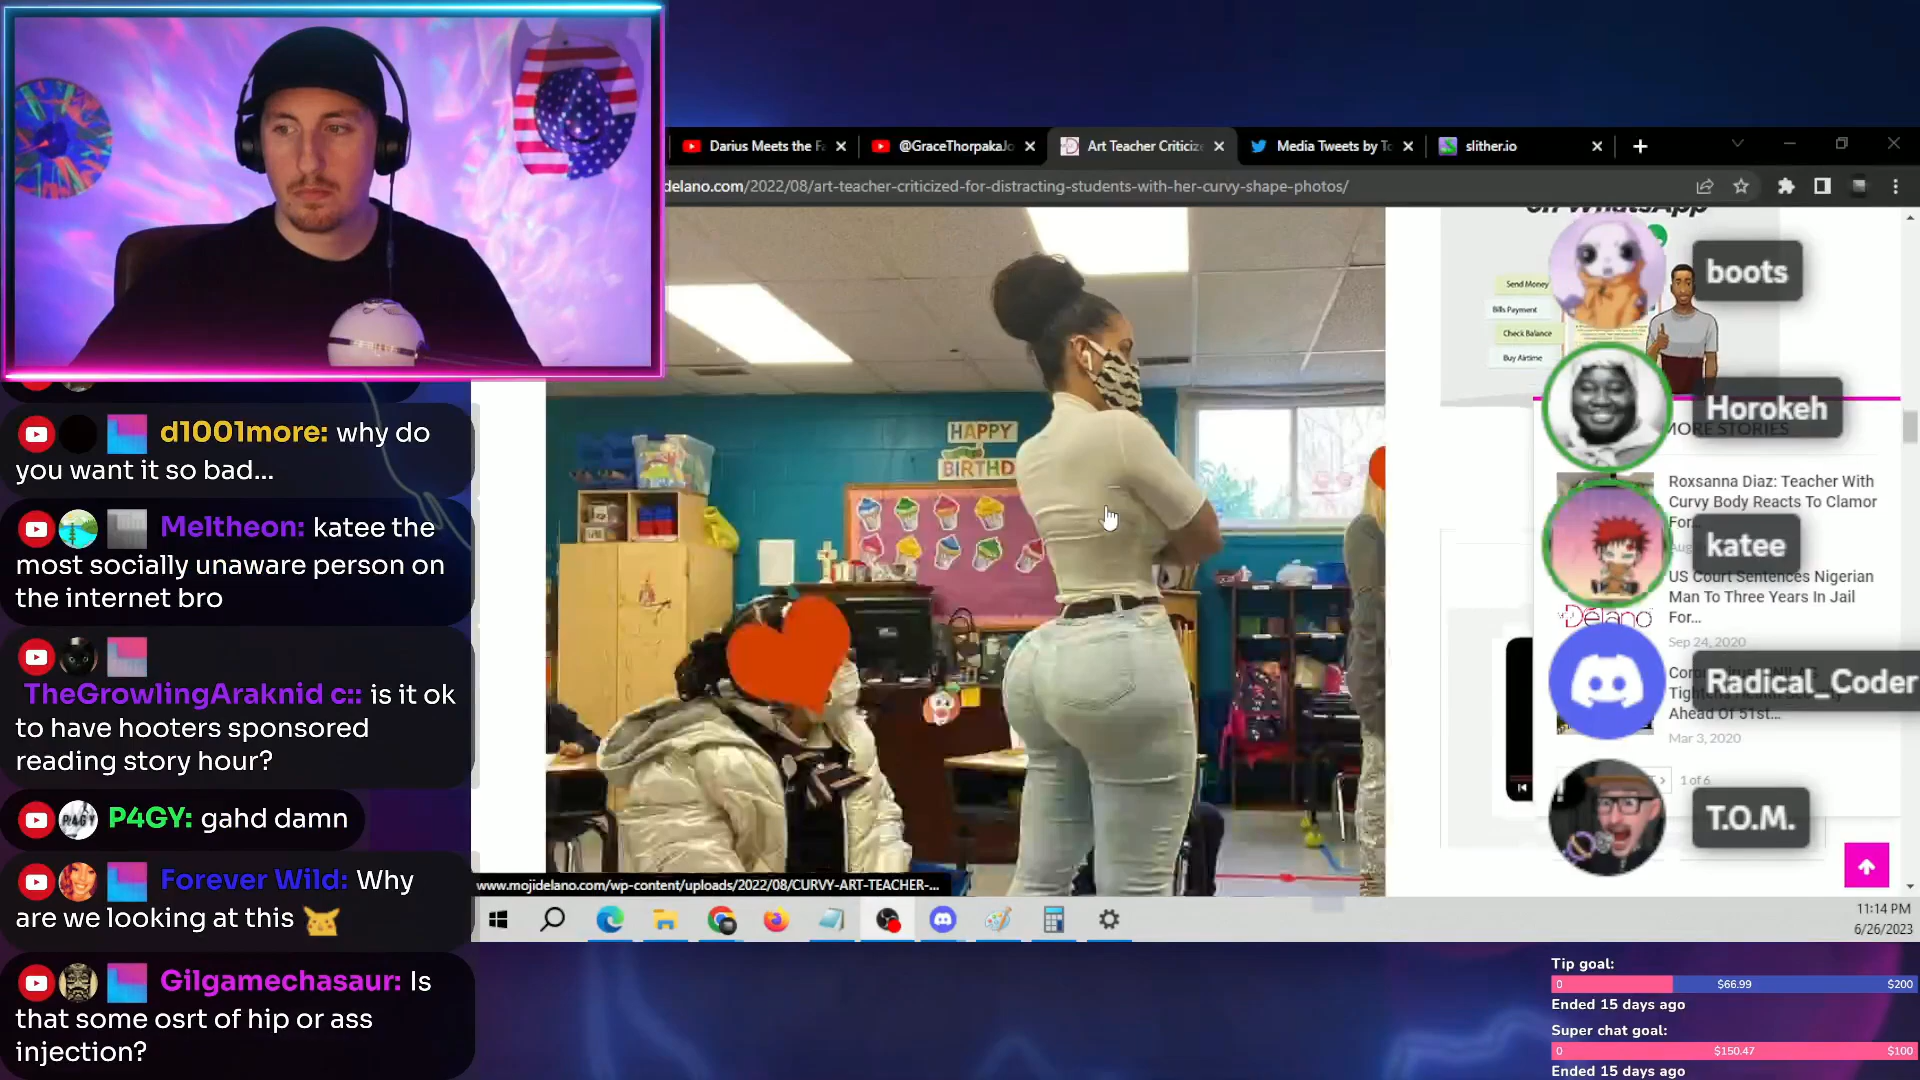 Darius Meets the Fa
@GraceThorpakaJo
Art Teacher Criticize
Media Tweets by To
slither.io
delano.com/2022/08/art-teacher-criticized-for-distracting-students-with-her-curvy-shape-photos/
on WhatsApp
Send Money
Bills Payment
Check Balance
Buy Airtime
boots
Horokeh
MORE STORIES
Roxsanna Diaz: Teacher With
Curvy Body Reacts To Clamor
For...
katee
US Court Sentences Nigerian
Man To Three Years In Jail
For...
Sep 24, 2020
Radical_Coder
Ahead Of 51st...
Mar 3, 2020
1 of 6
T.O.M.
HAPPY
BIRTHD
d1001more: why do
you want it so bad...
Meltheon: katee the
most socially unaware person on
the internet bro
TheGrowlingAraknid c:: is it ok
to have hooters sponsored
reading story hour?
P4GY: gahd damn
Forever Wild: Why
are we looking at this
Gilgamechasaur: Is
that some osrt of hip or ass
injection?
www.mojidelano.com/wp-content/uploads/2022/08/CURVY-ART-TEACHER-...
11:14 PM
6/26/2023
Tip goal:
0 $66.99 $200
Ended 15 days ago
Super chat goal:
0 $150.47 $100
Ended 15 days ago